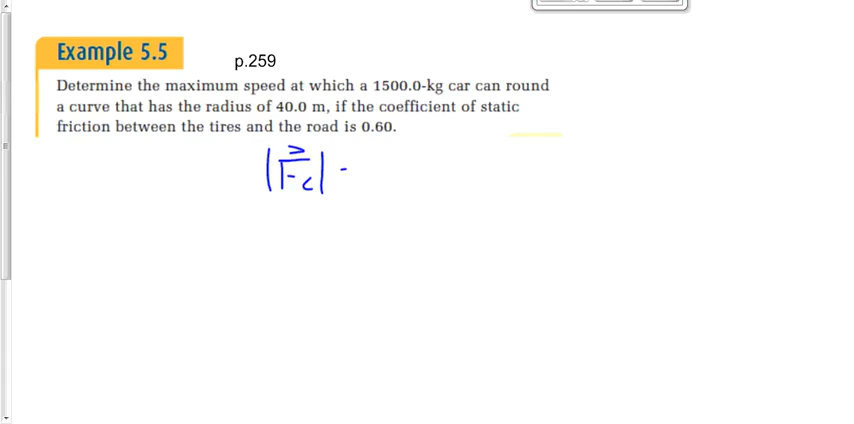 Example 5.5
p.259
Determine the maximum speed at which a 1500.0-kg car can round
a curve that has the radius of 40.0 m, if the coefficient of static
friction between the tires and the road is 0.60.
|F⃗c| -